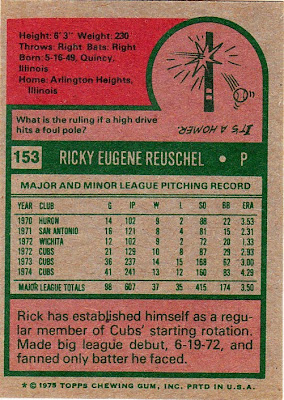 Height: 6' 3" Weight: 230
Throws: Right Bats: Right
Born: 5-16-49, Quincy,
Illinois
Home: Arlington Heights,
Illinois
What is the ruling if a high drive
hits a foul pole?
IT'S A HOMER.
153 RICKY EUGENE REUSCHEL • P
MAJOR AND MINOR LEAGUE PITCHING RECORD
YEAR CLUB G IP W L SO BB ERA
1970 HURON 14 102 9 2 88 22 3.53
1971 SAN ANTONIO 16 121 8 4 81 15 2.31
1972 WICHITA 12 102 9 2 72 20 1.33
1972 CUBS 21 129 10 8 87 29 2.93
1973 CUBS 36 237 14 15 168 62 3.00
1974 CUBS 41 241 13 12 160 83 4.29
MAJOR LEAGUE TOTALS 98 607 37 35 415 174 3.50
Rick has established himself as a regu-
lar member of Cubs' starting rotation.
Made big league debut, 6-19-72, and
fanned only batter he faced.
* © 1975 TOPPS CHEWING GUM, INC. PRTD IN U.S.A.